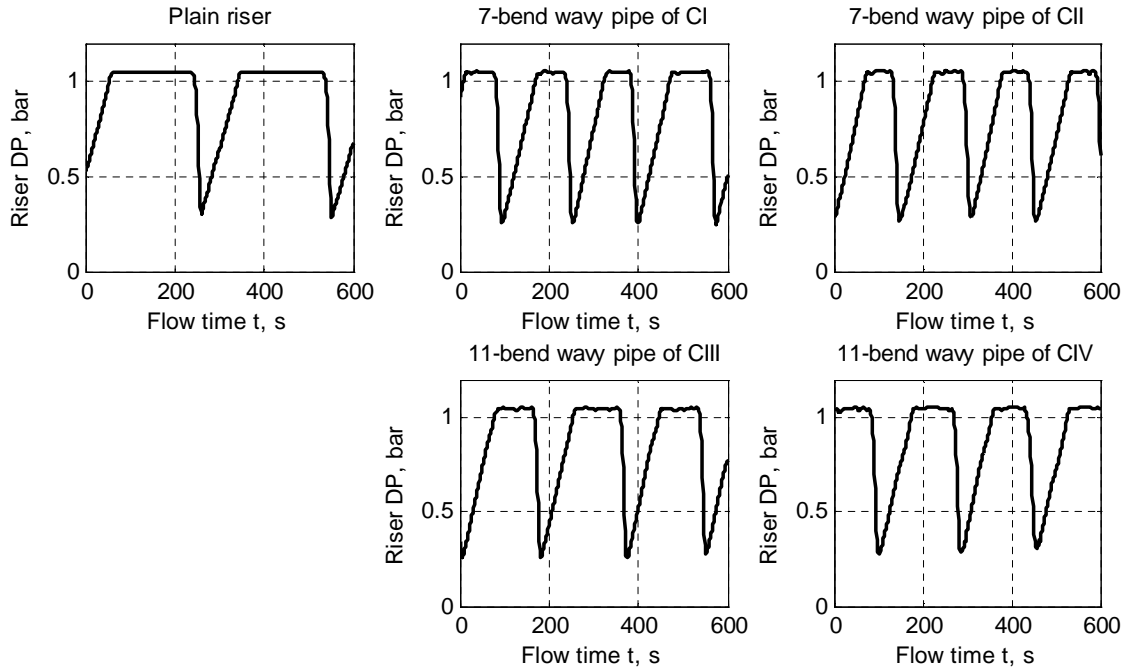 Plain riser
1
0.5
0
Riser DP, bar
0 200 400 600
Flow time t, s
7-bend wavy pipe of CI
1
0.5
0
Riser DP, bar
0 200 400 600
Flow time t, s
7-bend wavy pipe of CII
1
0.5
0
Riser DP, bar
0 200 400 600
Flow time t, s
11-bend wavy pipe of CIII
1
0.5
0
Riser DP, bar
0 200 400 600
Flow time t, s
11-bend wavy pipe of CIV
1
0.5
0
Riser DP, bar
0 200 400 600
Flow time t, s